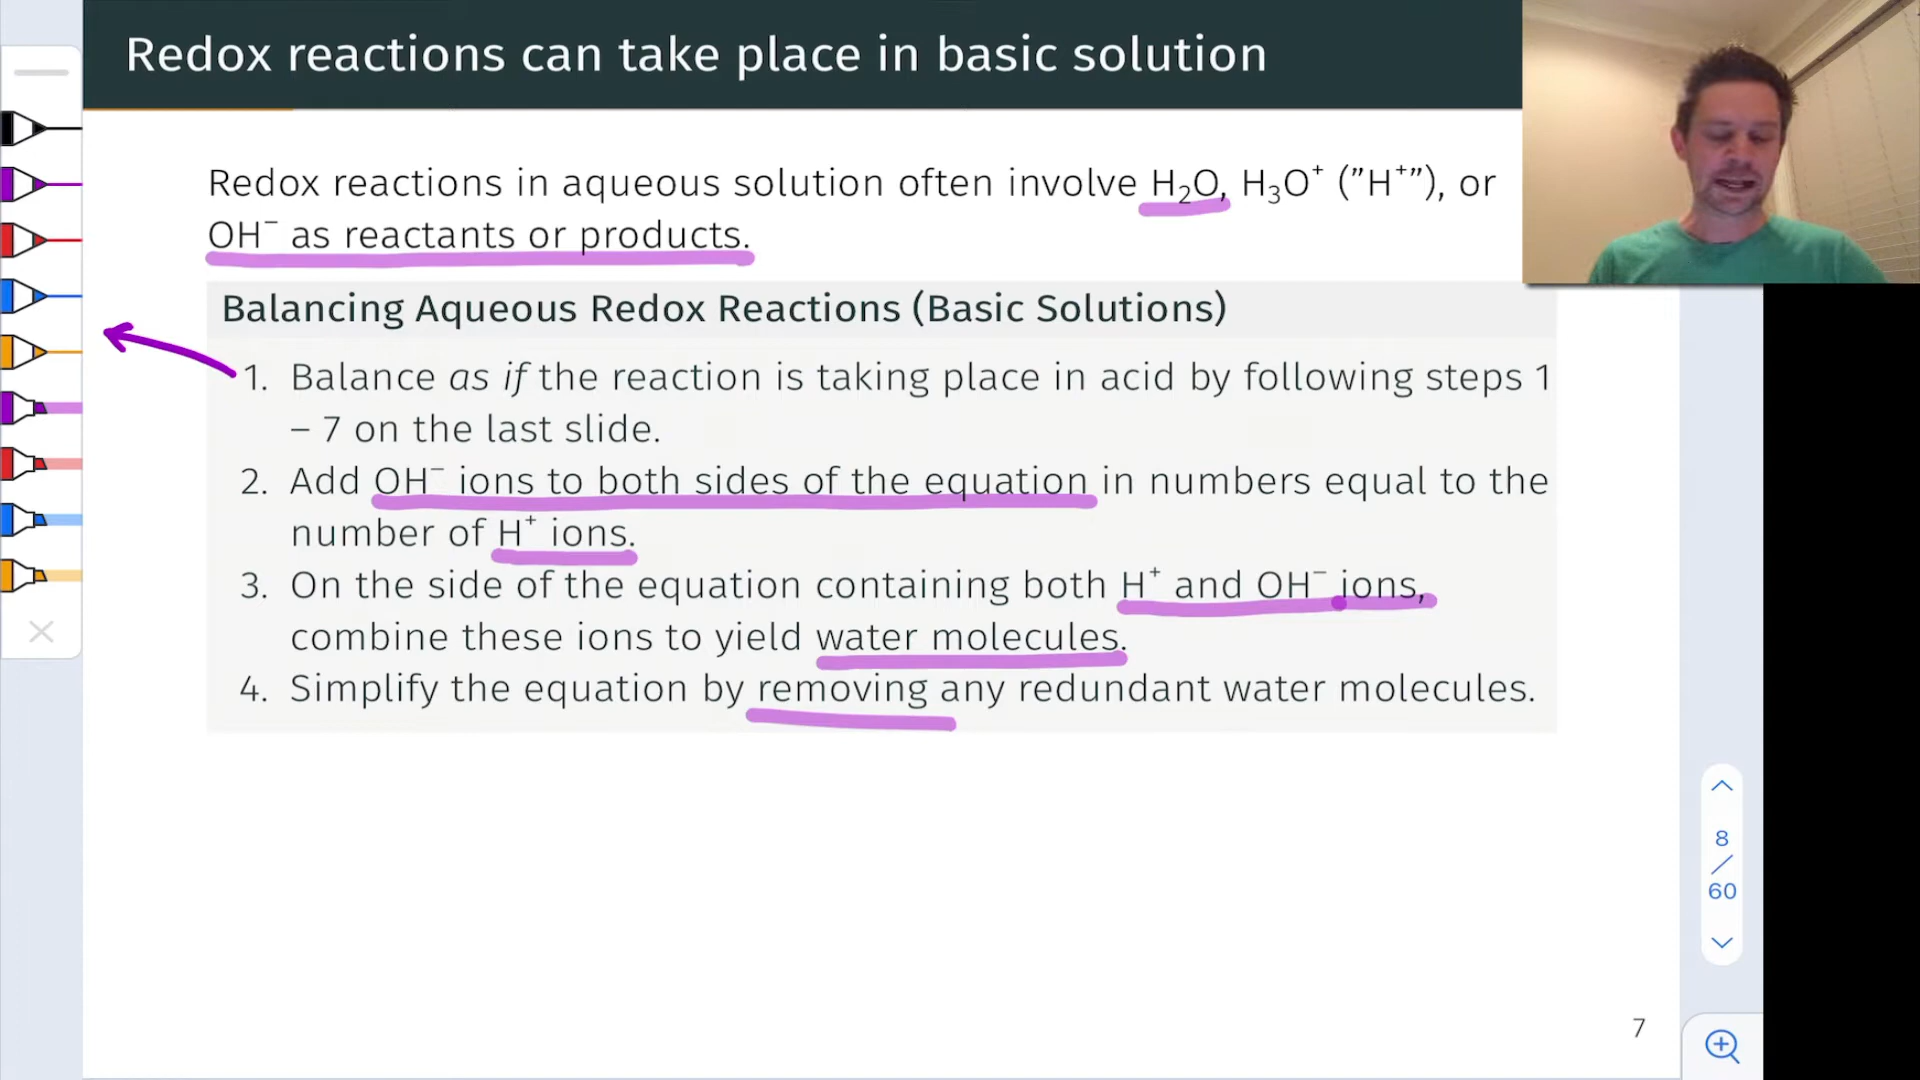 Redox reactions can take place in basic solution
Redox reactions in aqueous solution often involve H₂O, H₃O⁺ (”H⁺”), or
OH⁻ as reactants or products.
Balancing Aqueous Redox Reactions (Basic Solutions)
1. Balance as if the reaction is taking place in acid by following steps 1
– 7 on the last slide.
2. Add OH⁻ ions to both sides of the equation in numbers equal to the
number of H⁺ ions.
3. On the side of the equation containing both H⁺ and OH⁻ ions,
combine these ions to yield water molecules.
4. Simplify the equation by removing any redundant water molecules.
8
/
60
7